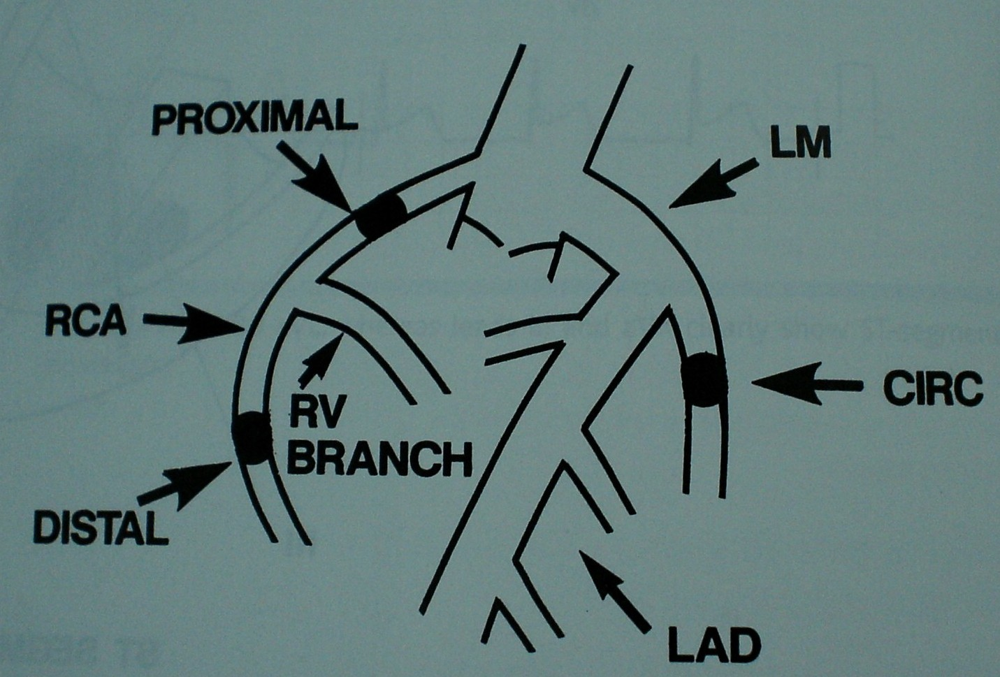 PROXIMAL
LM
RCA
CIRC
RV
BRANCH
DISTAL
LAD